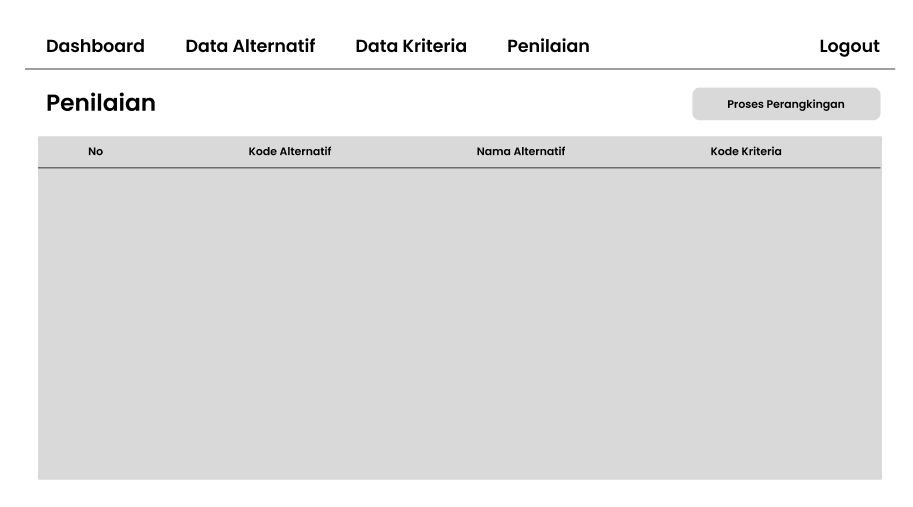 Dashboard Data Alternatif Data Kriteria Penilaian Logout
Penilaian Proses Perangkingan
No Kode Alternatif Nama Alternatif Kode Kriteria